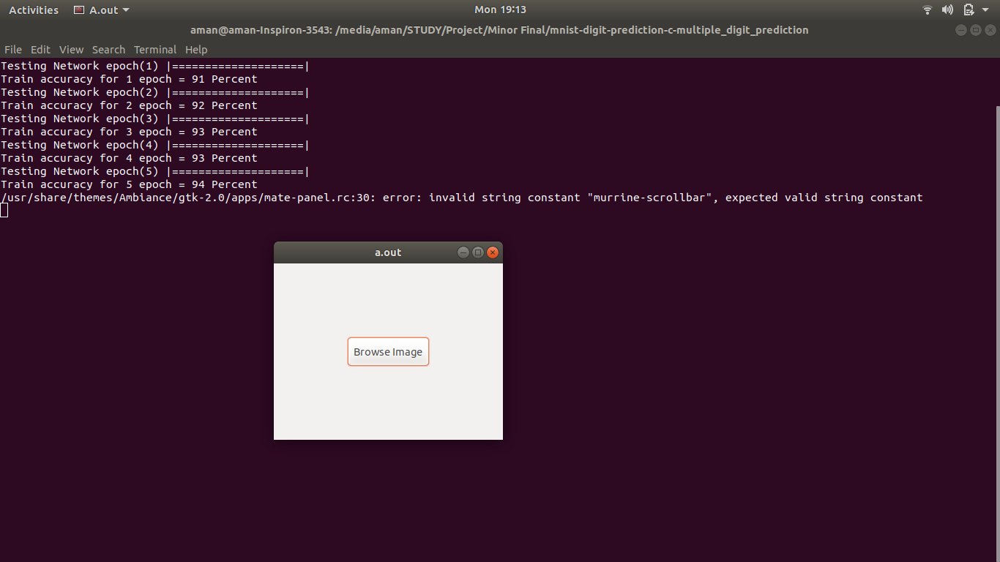 Activities A.out Mon 19:13
aman@aman-Inspiron-3543: /media/aman/STUDY/Project/Minor Final/mnist-digit-prediction-c-multiple_digit_prediction
File Edit View Search Terminal Help
Testing Network epoch(1) |====================|
Train accuracy for 1 epoch = 91 Percent
Testing Network epoch(2) |====================|
Train accuracy for 2 epoch = 92 Percent
Testing Network epoch(3) |====================|
Train accuracy for 3 epoch = 93 Percent
Testing Network epoch(4) |====================|
Train accuracy for 4 epoch = 93 Percent
Testing Network epoch(5) |====================|
Train accuracy for 5 epoch = 94 Percent
/usr/share/themes/Ambiance/gtk-2.0/apps/mate-panel.rc:30: error: invalid string constant "murrine-scrollbar", expected valid string constant
a.out
Browse Image